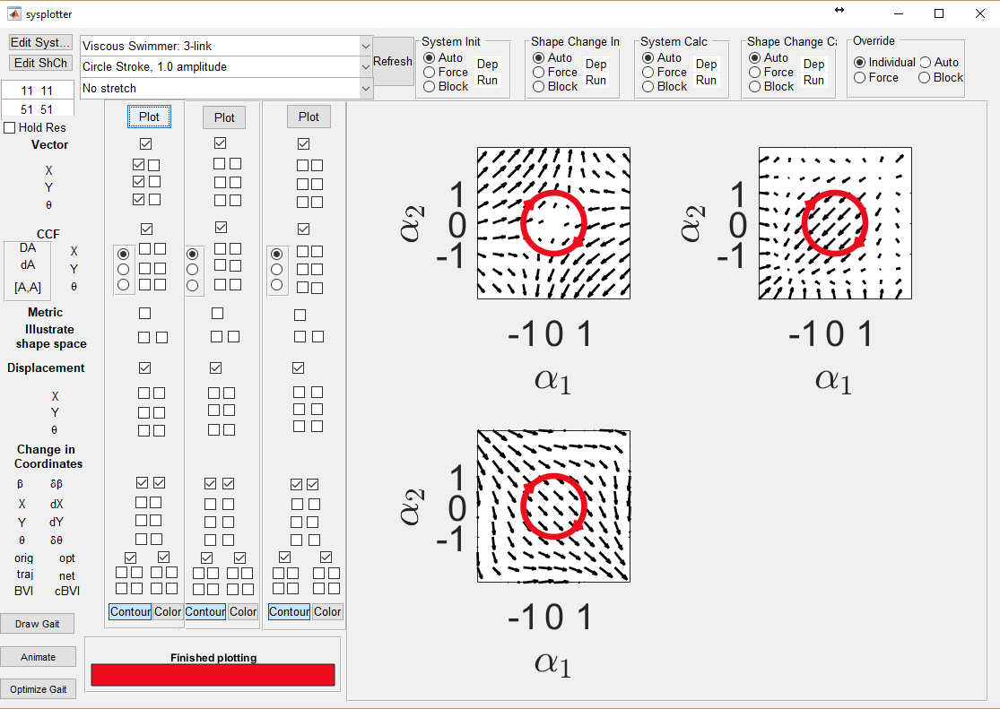 sysplotter
Edit Syst...
Edit ShCh
Viscous Swimmer: 3-link
Circle Stroke, 1.0 amplitude
No stretch
Refresh
System Init
Auto
Force
Block
Dep
Run
Shape Change In
Auto
Force
Block
Dep
Run
System Calc
Auto
Force
Block
Dep
Run
Shape Change Ca
Auto
Force
Block
Dep
Run
Override
Individual Auto
Force Block
11 11
51 51
Hold Res
Plot Plot Plot
Vector
X
Y
θ
CCF
DA
dA
[A,A]
X
Y
θ
Metric
Illustrate
shape space
Displacement
X
Y
θ
Change in
Coordinates
β δβ
X dX
Y dY
θ δθ
orig opt
traj net
BVI cBVI
Contour Color Contour Color Contour Color
Draw Gait
Animate
Optimize Gait
Finished plotting
α2
1
0
-1
-1 0 1
α1
α2
1
0
-1
-1 0 1
α1
α2
1
0
-1
-1 0 1
α1